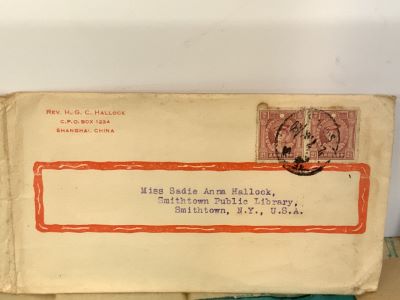 Rev. H. G. C. Hallock
C. P. O. Box 1234
Shanghai, China
Miss Sadie Anna Hallock,
Smithtown Public Library,
Smithtown, N.Y., U.S.A.